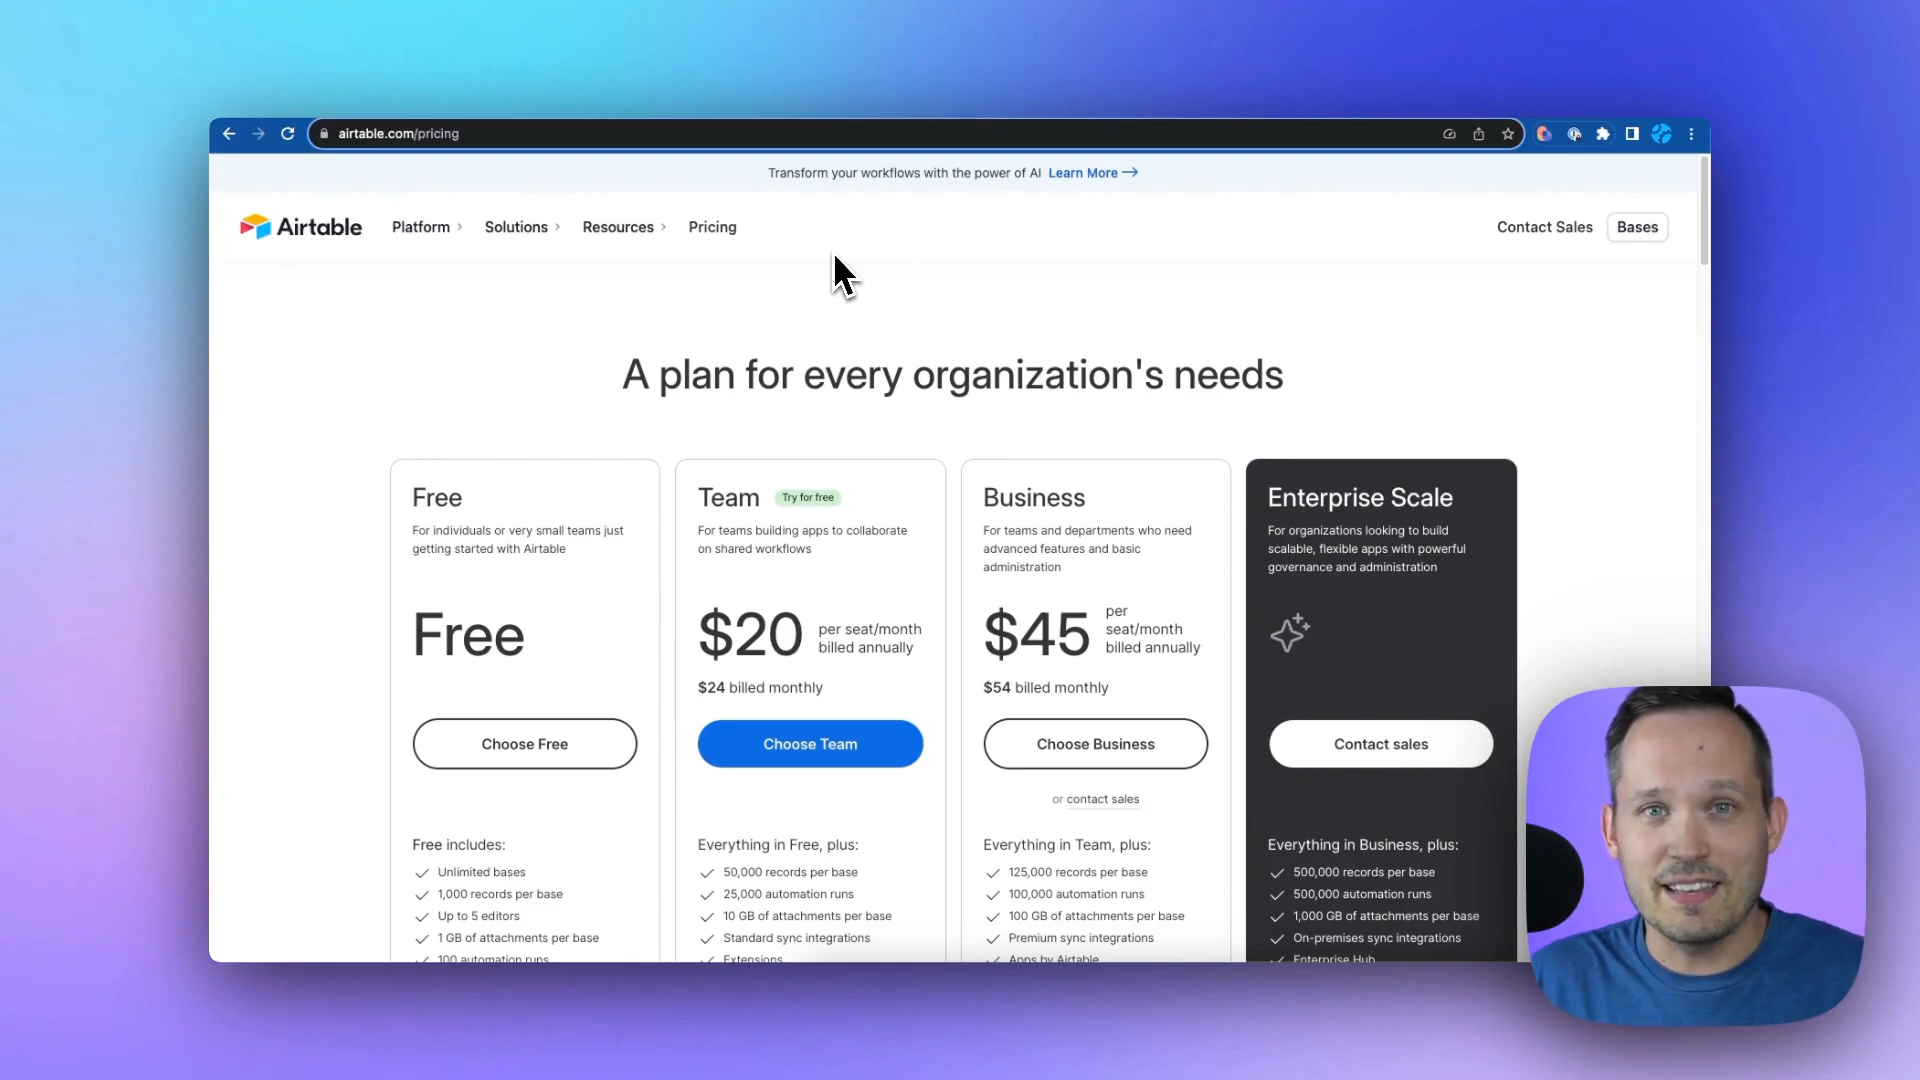 airtable.com/pricing
Transform your workflows with the power of AI Learn More →
Airtable Platform Solutions Resources Pricing Contact Sales Bases
A plan for every organization's needs
Free
For individuals or very small teams just
getting started with Airtable
Free
Choose Free
Free includes:
Unlimited bases
1,000 records per base
Up to 5 editors
1 GB of attachments per base
100 automation runs
Team Try for free
For teams building apps to collaborate
on shared workflows
$20 per seat/month
billed annually
$24 billed monthly
Choose Team
Everything in Free, plus:
50,000 records per base
25,000 automation runs
10 GB of attachments per base
Standard sync integrations
Extensions
Business
For teams and departments who need
advanced features and basic
administration
$45 per
seat/month
billed annually
$54 billed monthly
Choose Business
or contact sales
Everything in Team, plus:
125,000 records per base
100,000 automation runs
100 GB of attachments per base
Premium sync integrations
Apps by Airtable
Enterprise Scale
For organizations looking to build
scalable, flexible apps with powerful
governance and administration
Contact sales
Everything in Business, plus:
500,000 records per base
500,000 automation runs
1,000 GB of attachments per base
On-premises sync integrations
Enterprise Hub